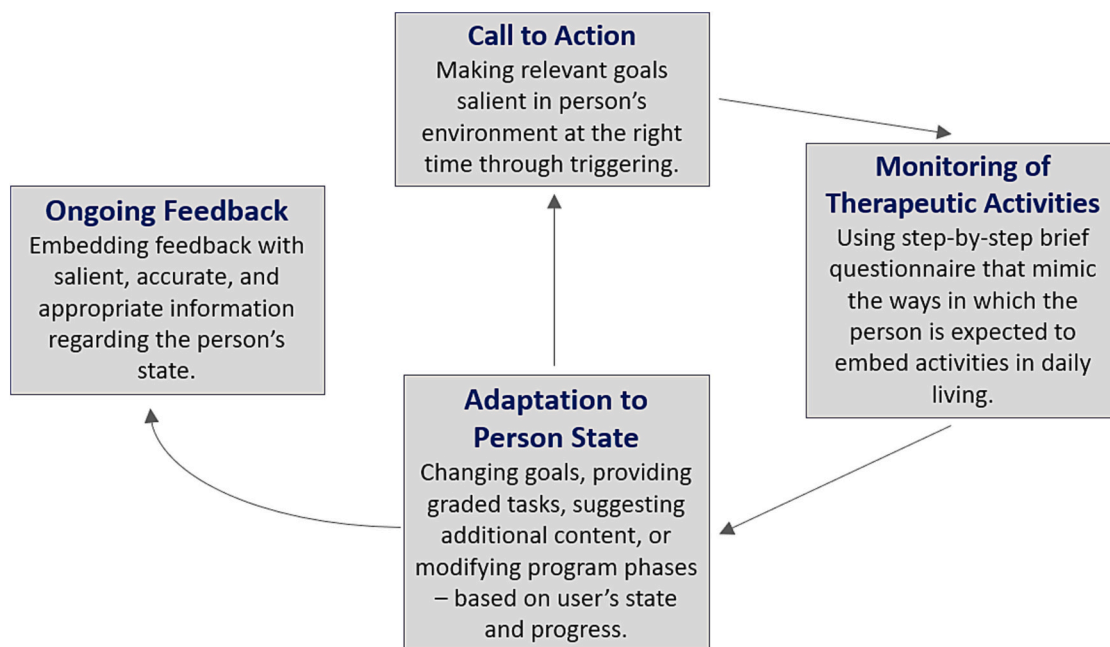 Call to Action
Making relevant goals
salient in person's
environment at the right
time through triggering.
Monitoring of
Therapeutic Activities
Using step-by-step brief
questionnaire that mimic
the ways in which the
person is expected to
embed activities in daily
living.
Ongoing Feedback
Embedding feedback with
salient, accurate, and
appropriate information
regarding the person's
state.
Adaptation to
Person State
Changing goals, providing
graded tasks, suggesting
additional content, or
modifying program phases
– based on user's state
and progress.